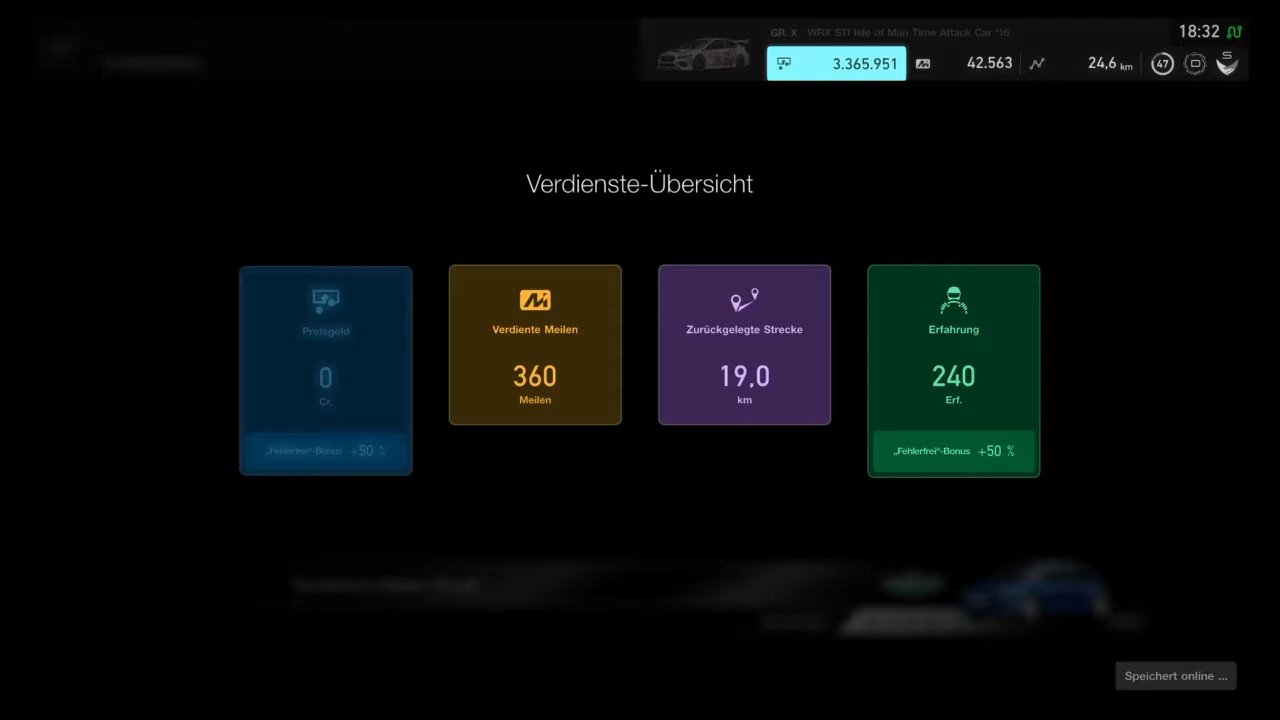 GR. X : WRX STI Isle of Man Time Attack Car '16
18:32
3.365.951
42.563
24,6 km
47
D
S
Verdienste-Übersicht
Preisgeld
0
Cr.
„Fehlerfrei“-Bonus +50 %
Verdiente Meilen
360
Meilen
Zurückgelegte Strecke
19,0
km
Erfahrung
240
Erf.
„Fehlerfrei“-Bonus +50 %
Speichert online ...